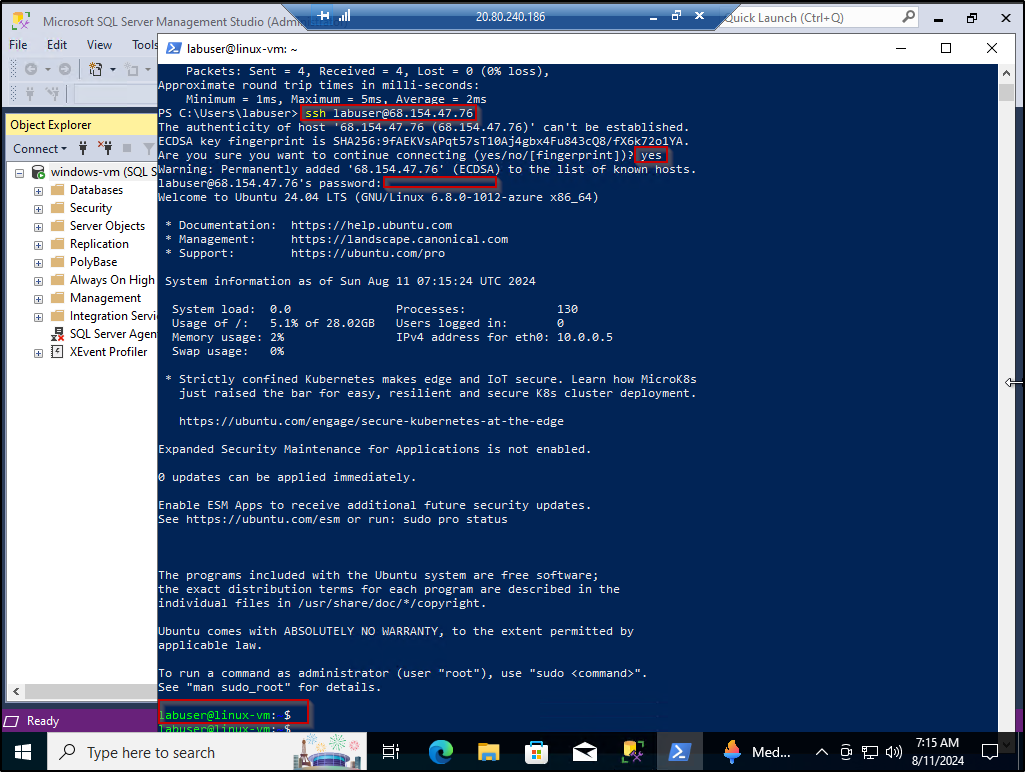 20.80.240.186
Microsoft SQL Server Management Studio (Admi
Quick Launch (Ctrl+Q)
File Edit View Tools
labuser@linux-vm: ~
Object Explorer
Connect
windows-vm (SQL S
Databases
Security
Server Objects
Replication
PolyBase
Always On High
Management
Integration Servi
SQL Server Agen
XEvent Profiler
Ready
Packets: Sent = 4, Received = 4, Lost = 0 (0% loss),
Approximate round trip times in milli-seconds:
Minimum = 1ms, Maximum = 5ms, Average = 2ms
PS C:\Users\labuser> ssh labuser@68.154.47.76
The authenticity of host '68.154.47.76 (68.154.47.76)' can't be established.
ECDSA key fingerprint is SHA256:9fAEKVsAPqt57sT10Aj4gbx4Fu843cQ8/fX6k72o1YA.
Are you sure you want to continue connecting (yes/no/[fingerprint])? yes
Warning: Permanently added '68.154.47.76' (ECDSA) to the list of known hosts.
labuser@68.154.47.76's password:
Welcome to Ubuntu 24.04 LTS (GNU/Linux 6.8.0-1012-azure x86_64)
* Documentation: https://help.ubuntu.com
* Management: https://landscape.canonical.com
* Support: https://ubuntu.com/pro
System information as of Sun Aug 11 07:15:24 UTC 2024
System load: 0.0 Processes: 130
Usage of /: 5.1% of 28.02GB Users logged in: 0
Memory usage: 2% IPv4 address for eth0: 10.0.0.5
Swap usage: 0%
* Strictly confined Kubernetes makes edge and IoT secure. Learn how MicroK8s
just raised the bar for easy, resilient and secure K8s cluster deployment.
https://ubuntu.com/engage/secure-kubernetes-at-the-edge
Expanded Security Maintenance for Applications is not enabled.
0 updates can be applied immediately.
Enable ESM Apps to receive additional future security updates.
See https://ubuntu.com/esm or run: sudo pro status
The programs included with the Ubuntu system are free software;
the exact distribution terms for each program are described in the
individual files in /usr/share/doc/*/copyright.
Ubuntu comes with ABSOLUTELY NO WARRANTY, to the extent permitted by
applicable law.
To run a command as administrator (user "root"), use "sudo <command>".
See "man sudo_root" for details.
labuser@linux-vm: $
labuser@linux-vm: $
Type here to search
Med...
7:15 AM
8/11/2024